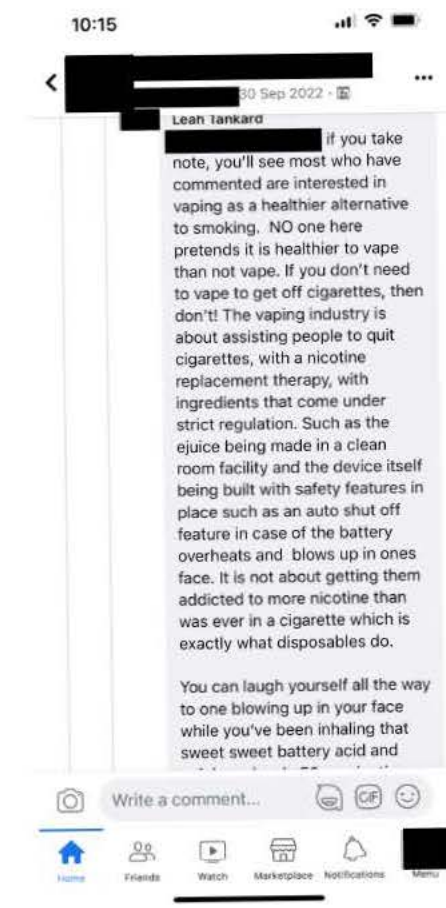 10:15
30 Sep 2022 ·
Leah Tankard
if you take
note, you'll see most who have
commented are interested in
vaping as a healthier alternative
to smoking. NO one here
pretends it is healthier to vape
than not vape. If you don't need
to vape to get off cigarettes, then
don't! The vaping industry is
about assisting people to quit
cigarettes, with a nicotine
replacement therapy, with
ingredients that come under
strict regulation. Such as the
ejuice being made in a clean
room facility and the device itself
being built with safety features in
place such as an auto shut off
feature in case of the battery
overheats and blows up in ones
face. It is not about getting them
addicted to more nicotine than
was ever in a cigarette which is
exactly what disposables do.
You can laugh yourself all the way
to one blowing up in your face
while you've been inhaling that
sweet sweet battery acid and
Write a comment...
GIF
Home Friends Watch Marketplace Notifications Menu